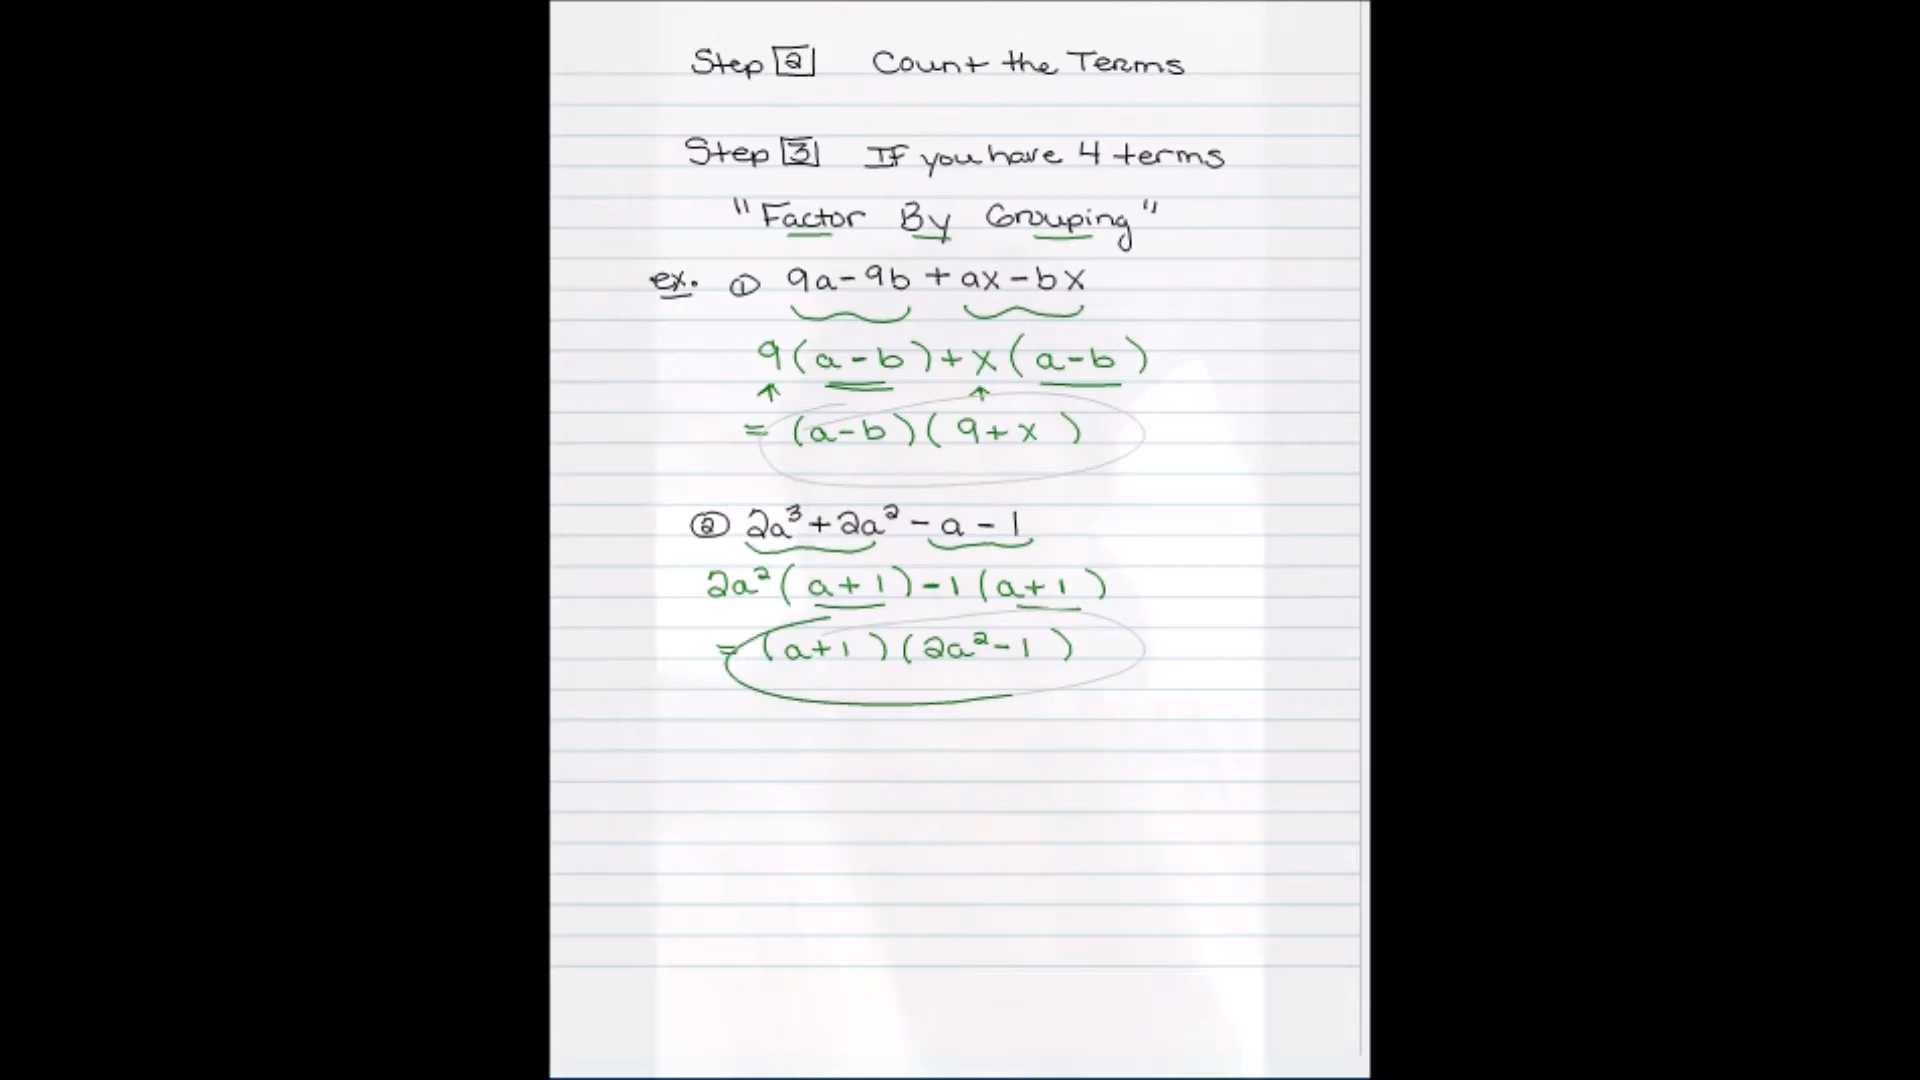 Step 2 Count the Terms
Step 3 If you have 4 terms
"Factor By Grouping"
ex. ① 9a-9b+ax-bx
9(a-b)+x(a-b)
= (a-b)(9+x)
② 2a³+2a²-a-1
2a²(a+1)-1(a+1)
= (a+1)(2a²-1)